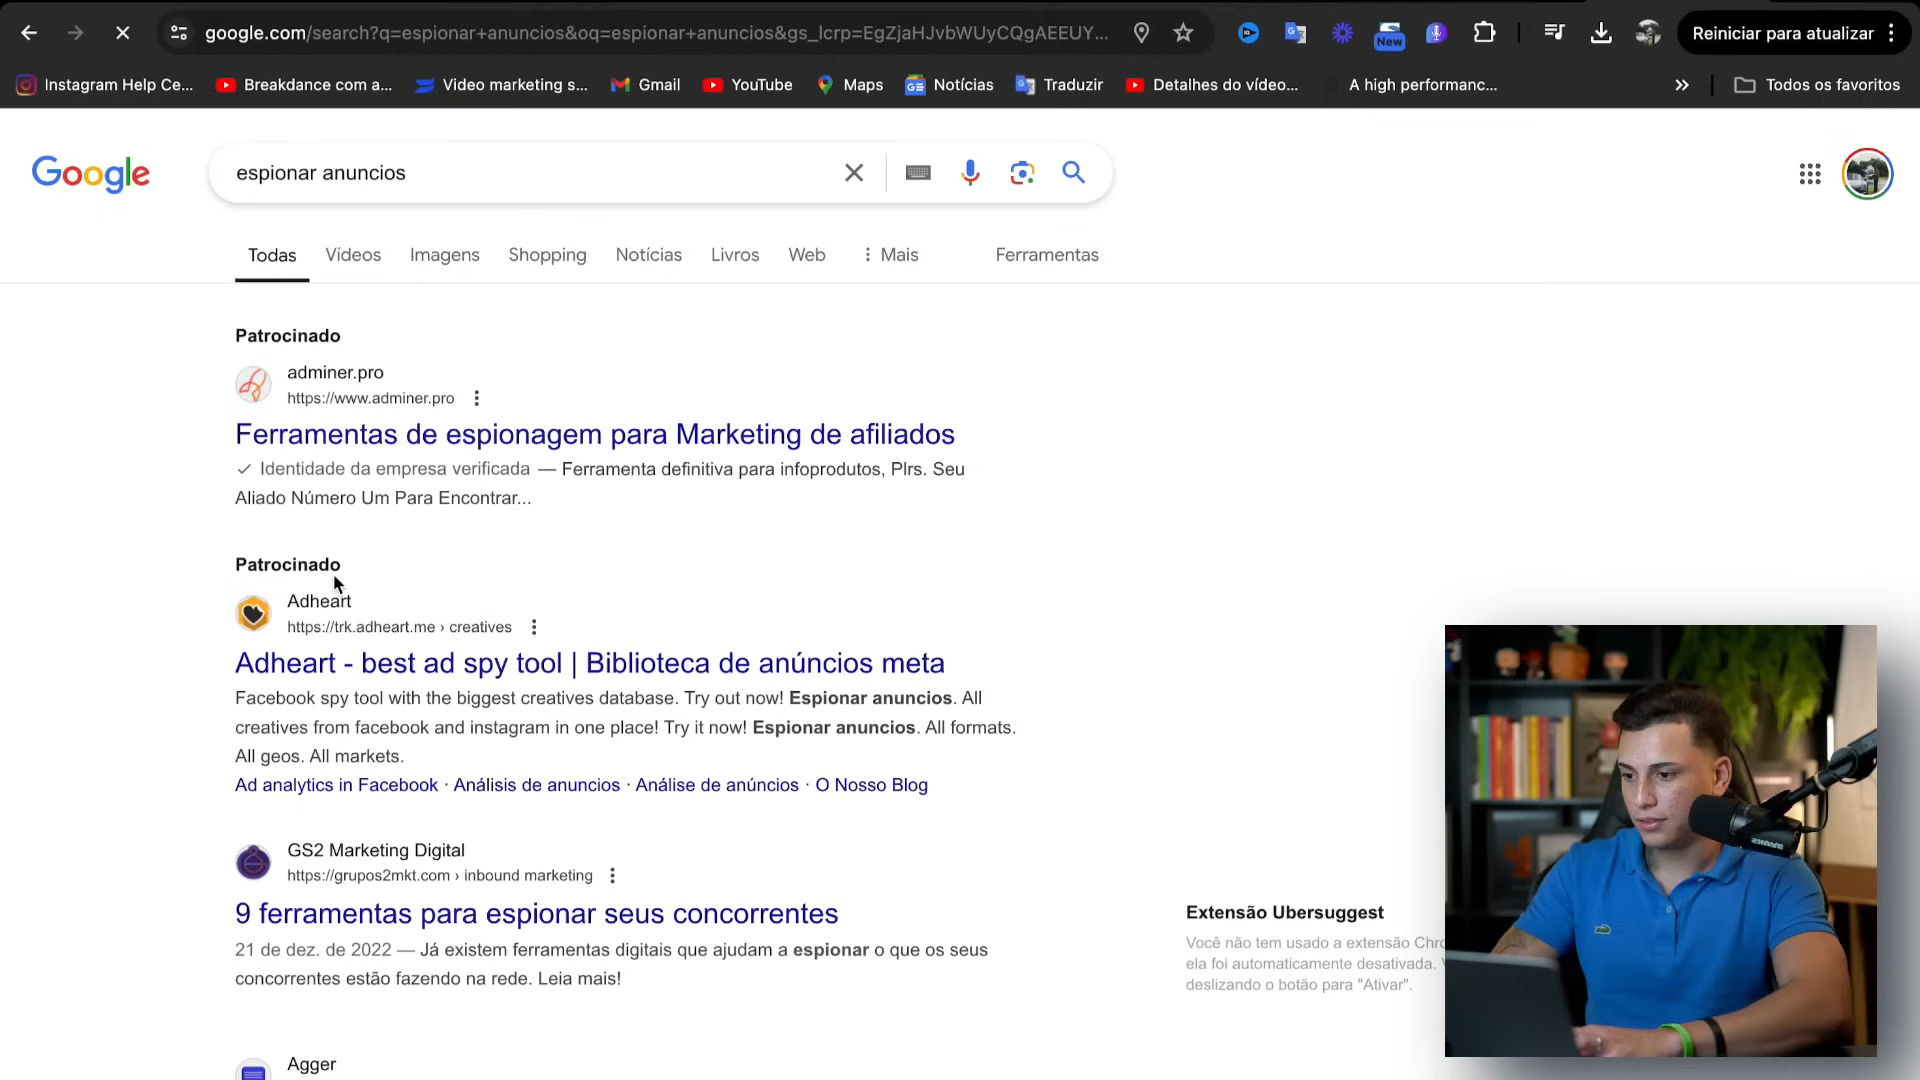 google.com/search?q=espionar+anuncios&oq=espionar+anuncios&gs_lcrp=EgZjaHJvbWUyCQgAEEUY...
New
Reiniciar para atualizar
Instagram Help Ce...
Breakdance com a...
Video marketing s...
Gmail
YouTube
Maps
Notícias
Traduzir
Detalhes do vídeo...
A high performanc...
Todos os favoritos
Google
espionar anuncios
Todas
Vídeos
Imagens
Shopping
Notícias
Livros
Web
Mais
Ferramentas
Patrocinado
adminer.pro
https://www.adminer.pro
Ferramentas de espionagem para Marketing de afiliados
Identidade da empresa verificada — Ferramenta definitiva para infoprodutos, Plrs. Seu
Aliado Número Um Para Encontrar...
Patrocinado
Adheart
https://trk.adheart.me › creatives
Adheart - best ad spy tool | Biblioteca de anúncios meta
Facebook spy tool with the biggest creatives database. Try out now! Espionar anuncios. All
creatives from facebook and instagram in one place! Try it now! Espionar anuncios. All formats.
All geos. All markets.
Ad analytics in Facebook · Análisis de anuncios · Análise de anúncios · O Nosso Blog
GS2 Marketing Digital
https://grupos2mkt.com › inbound marketing
9 ferramentas para espionar seus concorrentes
21 de dez. de 2022 — Já existem ferramentas digitais que ajudam a espionar o que os seus
concorrentes estão fazendo na rede. Leia mais!
Extensão Ubersuggest
Você não tem usado a extensão Chro
ela foi automaticamente desativada.
deslizando o botão para "Ativar".
Agger